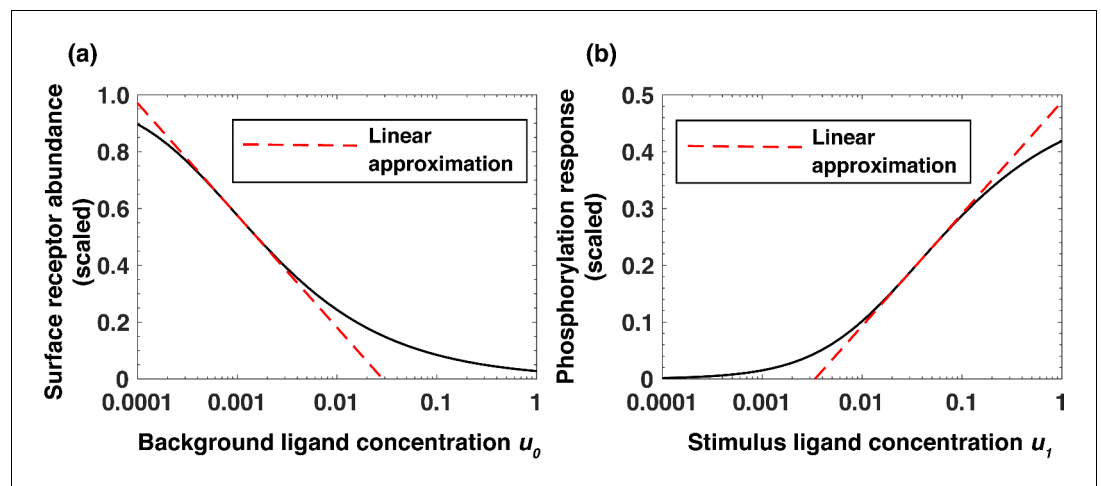 (a)
Surface receptor abundance
(scaled)
1.0
0.8
0.6
0.4
0.2
0
Linear
approximation
0.0001
0.001
0.01
0.1
1
Background ligand concentration u0
(b)
Phosphorylation response
(scaled)
0.5
0.4
0.3
0.2
0.1
0
Linear
approximation
0.0001
0.001
0.01
0.1
1
Stimulus ligand concentration u1